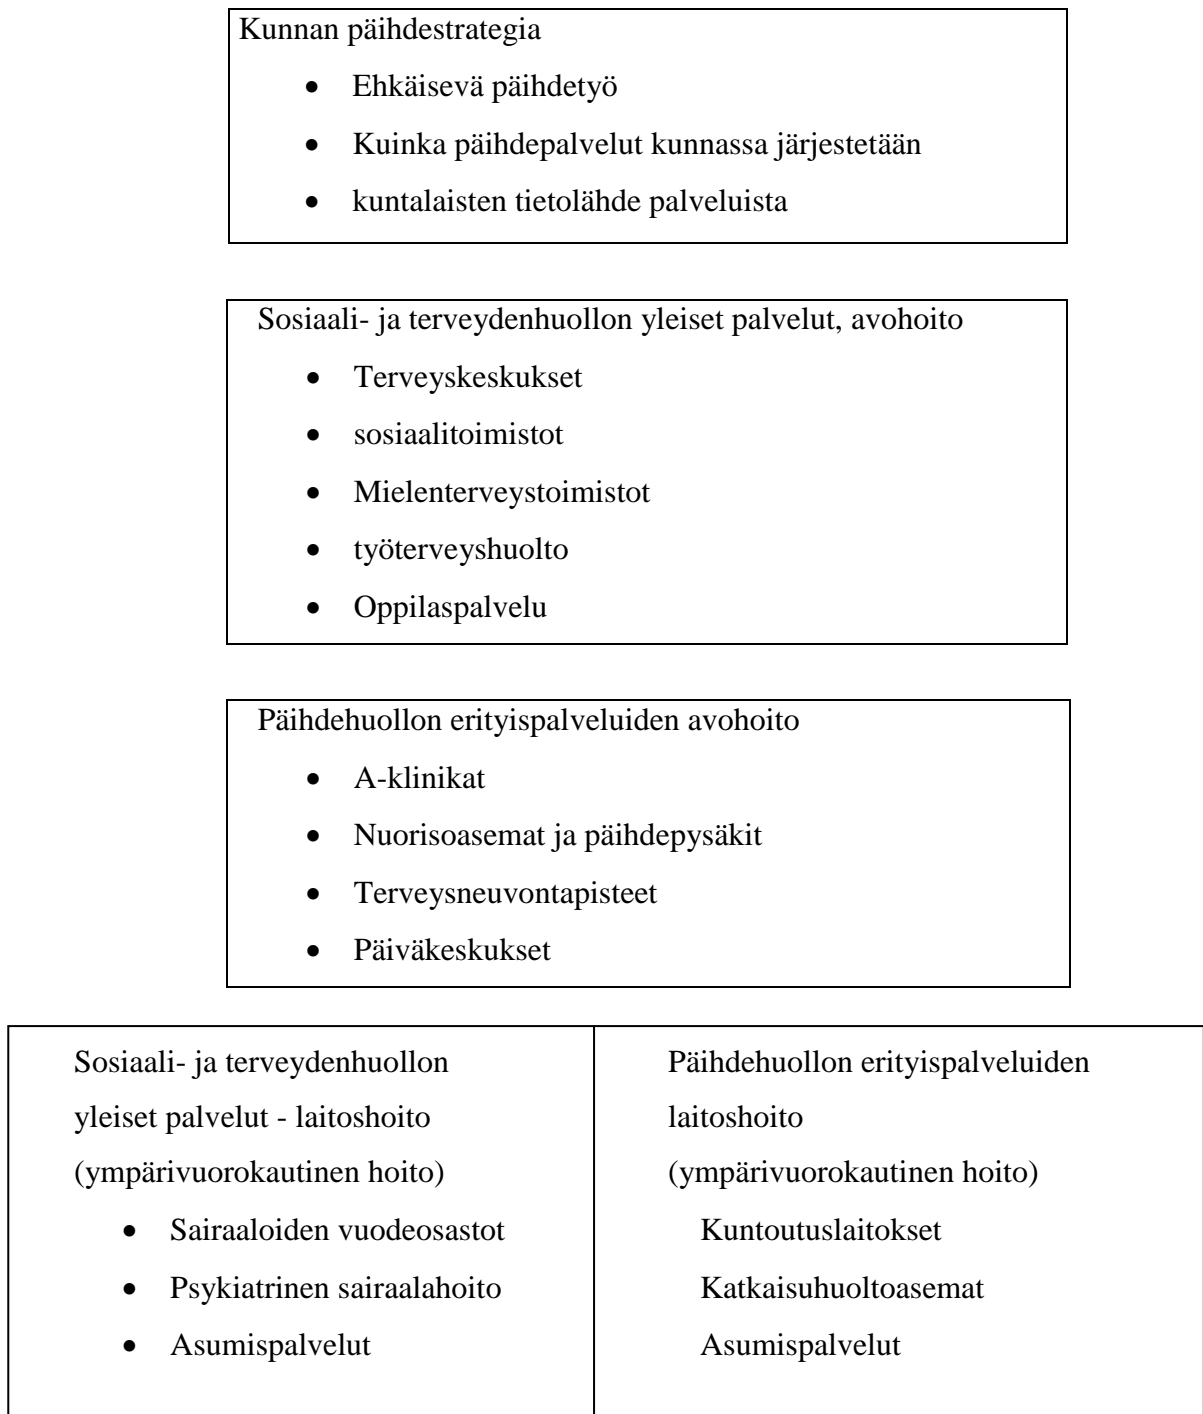 Kunnan päihdestrategia
• Ehkäisevä päihdetyö
• Kuinka päihdepalvelut kunnassa järjestetään
• kuntalaisten tietolähde palveluista
Sosiaali- ja terveydenhuollon yleiset palvelut, avohoito
• Terveyskeskukset
• sosiaalitoimistot
• Mielenterveystoimistot
• työterveyshuolto
• Oppilaspalvelu
Päihdehuollon erityispalveluiden avohoito
• A-klinikat
• Nuorisoasemat ja päihdepysäkit
• Terveysneuvontapisteet
• Päiväkeskukset
Sosiaali- ja terveydenhuollon
yleiset palvelut - laitoshoito
(ympärivuorokautinen hoito)
• Sairaaloiden vuodeosastot
• Psykiatrinen sairaalahoito
• Asumispalvelut
Päihdehuollon erityispalveluiden
laitoshoito
(ympärivuorokautinen hoito)
Kuntoutuslaitokset
Katkaisuhuoltoasemat
Asumispalvelut